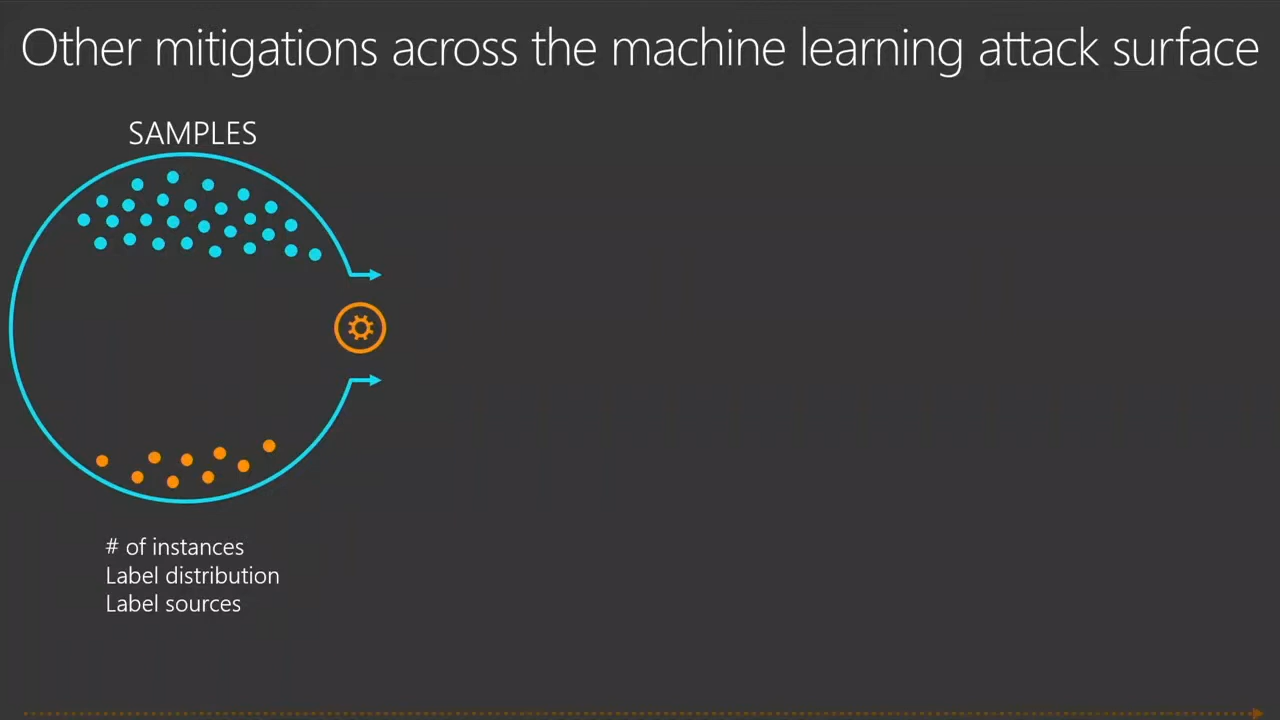 Other mitigations across the machine learning attack surface
SAMPLES
# of instances
Label distribution
Label sources